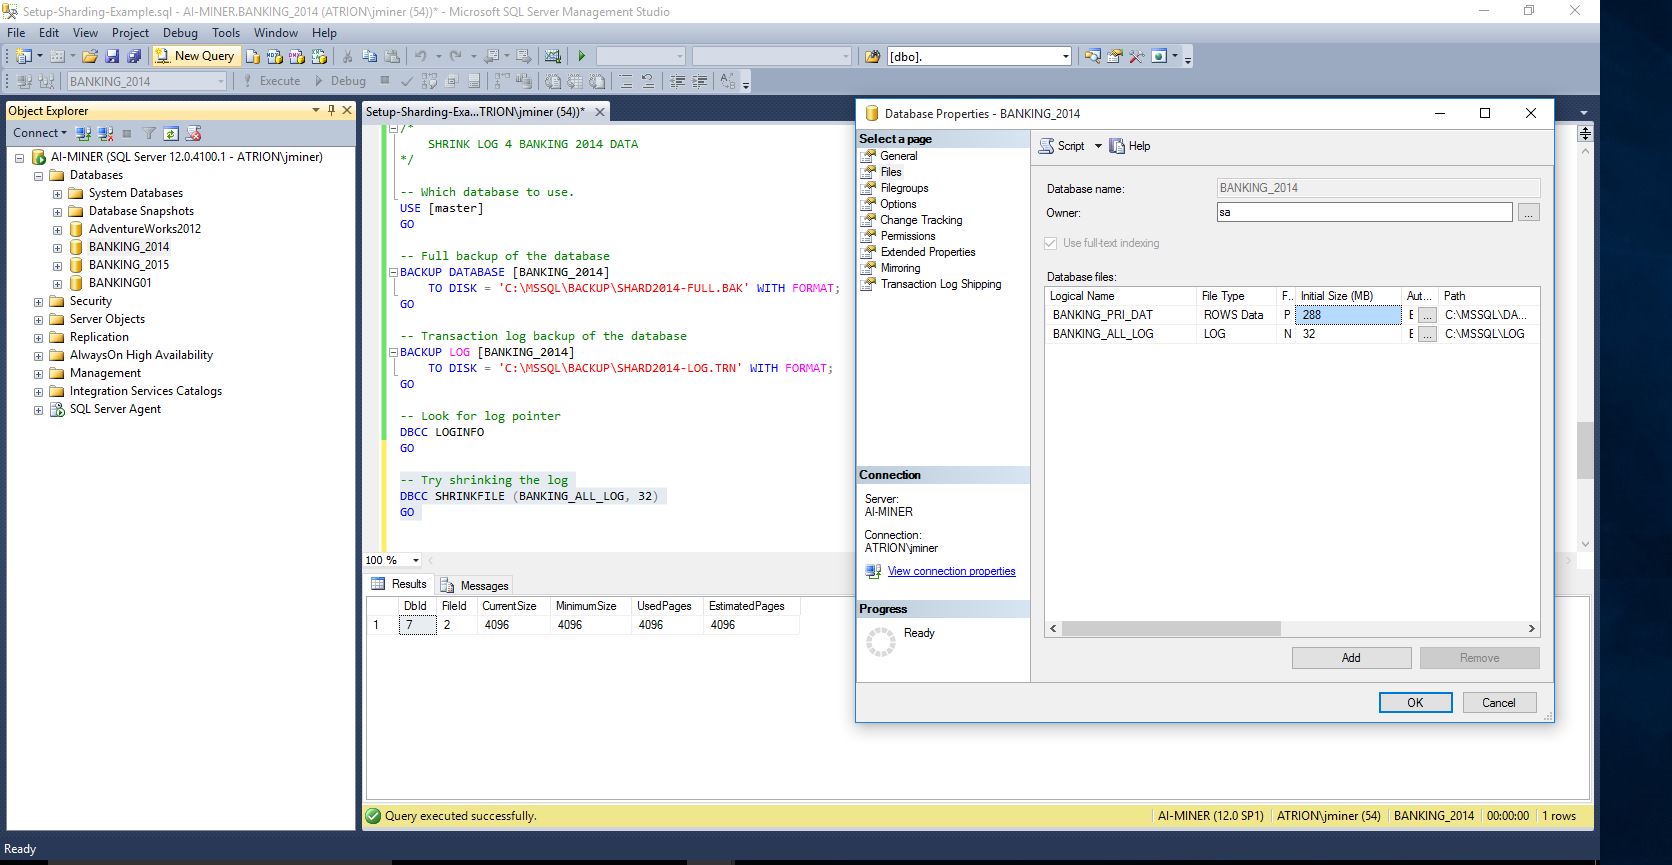 Setup-Sharding-Example.sql - AI-MINER.BANKING_2014 (ATRION\jminer (54))* - Microsoft SQL Server Management Studio
File Edit View Project Debug Tools Window Help
New Query [dbo].
BANKING_2014 Execute Debug
Object Explorer
Connect
AI-MINER (SQL Server 12.0.4100.1 - ATRION\jminer)
Databases
System Databases
Database Snapshots
AdventureWorks2012
BANKING_2014
BANKING_2015
BANKING01
Security
Server Objects
Replication
AlwaysOn High Availability
Management
Integration Services Catalogs
SQL Server Agent
Setup-Sharding-Exa...TRION\jminer (54))*
/*
SHRINK LOG 4 BANKING 2014 DATA
*/
-- Which database to use.
USE [master]
GO
-- Full backup of the database
BACKUP DATABASE [BANKING_2014]
TO DISK = 'C:\MSSQL\BACKUP\SHARD2014-FULL.BAK' WITH FORMAT;
GO
-- Transaction log backup of the database
BACKUP LOG [BANKING_2014]
TO DISK = 'C:\MSSQL\BACKUP\SHARD2014-LOG.TRN' WITH FORMAT;
GO
-- Look for log pointer
DBCC LOGINFO
GO
-- Try shrinking the log
DBCC SHRINKFILE (BANKING_ALL_LOG, 32)
GO
100 %
Results Messages
DbId FileId CurrentSize MinimumSize UsedPages EstimatedPages
1 7 2 4096 4096 4096 4096
Query executed successfully. AI-MINER (12.0 SP1) ATRION\jminer (54) BANKING_2014 00:00:00 1 rows
Database Properties - BANKING_2014
Select a page
General
Files
Filegroups
Options
Change Tracking
Permissions
Extended Properties
Mirroring
Transaction Log Shipping
Connection
Server:
AI-MINER
Connection:
ATRION\jminer
View connection properties
Progress
Ready
Script Help
Database name: BANKING_2014
Owner: sa ...
Use full-text indexing
Database files:
Logical Name File Type F.. Initial Size (MB) Aut... Path
BANKING_PRI_DAT ROWS Data P 288 ... C:\MSSQL\DA...
BANKING_ALL_LOG LOG N 32 ... C:\MSSQL\LOG
Add Remove
OK Cancel
Ready